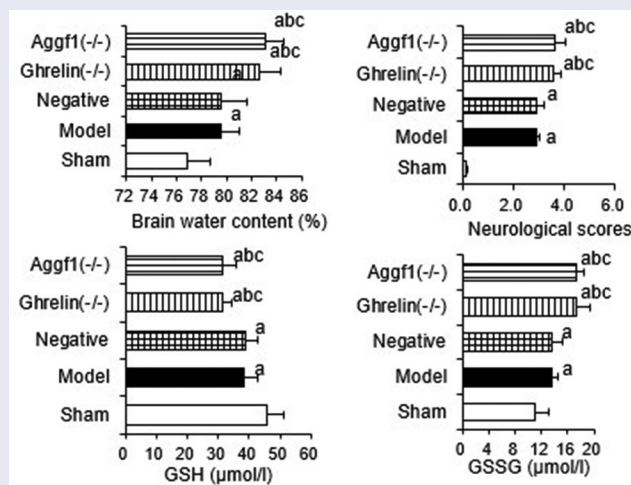 abc
Aggf1(-/-)
abc
Ghrelin(-/-)
a
Negative
a
Model
Sham
72 74 76 78 80 82 84 86
Brain water content (%)
abc
Aggf1(-/-)
abc
Ghrelin(-/-)
a
Negative
a
Model
Sham
0.0 2.0 4.0 6.0
Neurological scores
abc
Aggf1(-/-)
abc
Ghrelin(-/-)
a
Negative
a
Model
Sham
0 10 20 30 40 50 60
GSH (µmol/l)
abc
Aggf1(-/-)
abc
Ghrelin(-/-)
a
Negative
a
Model
Sham
0 4 8 12 16 20
GSSG (µmol/l)